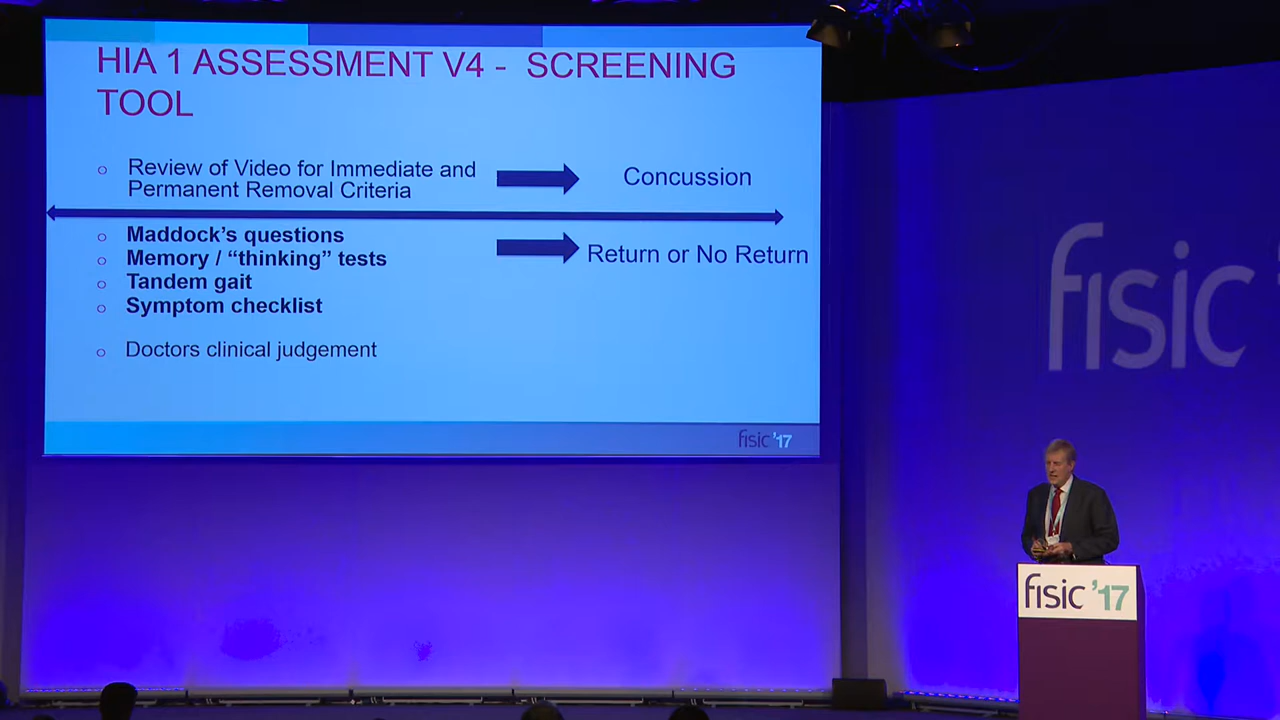 HIA 1 ASSESSMENT V4 - SCREENING
TOOL
Review of Video for Immediate and
Permanent Removal Criteria
Concussion
Maddock's questions
Memory / “thinking” tests
Tandem gait
Symptom checklist
Return or No Return
Doctors clinical judgement
fisic '17
fisic '
fisic '17